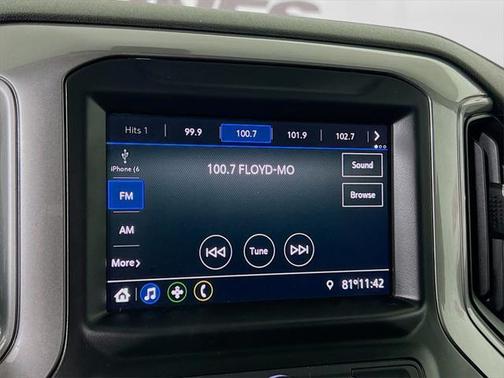 Hits 1 99.9 100.7 101.9 102.7
iPhone (6
100.7 FLOYD-MO
Sound
FM
Browse
AM
Tune
More
81° 11:42